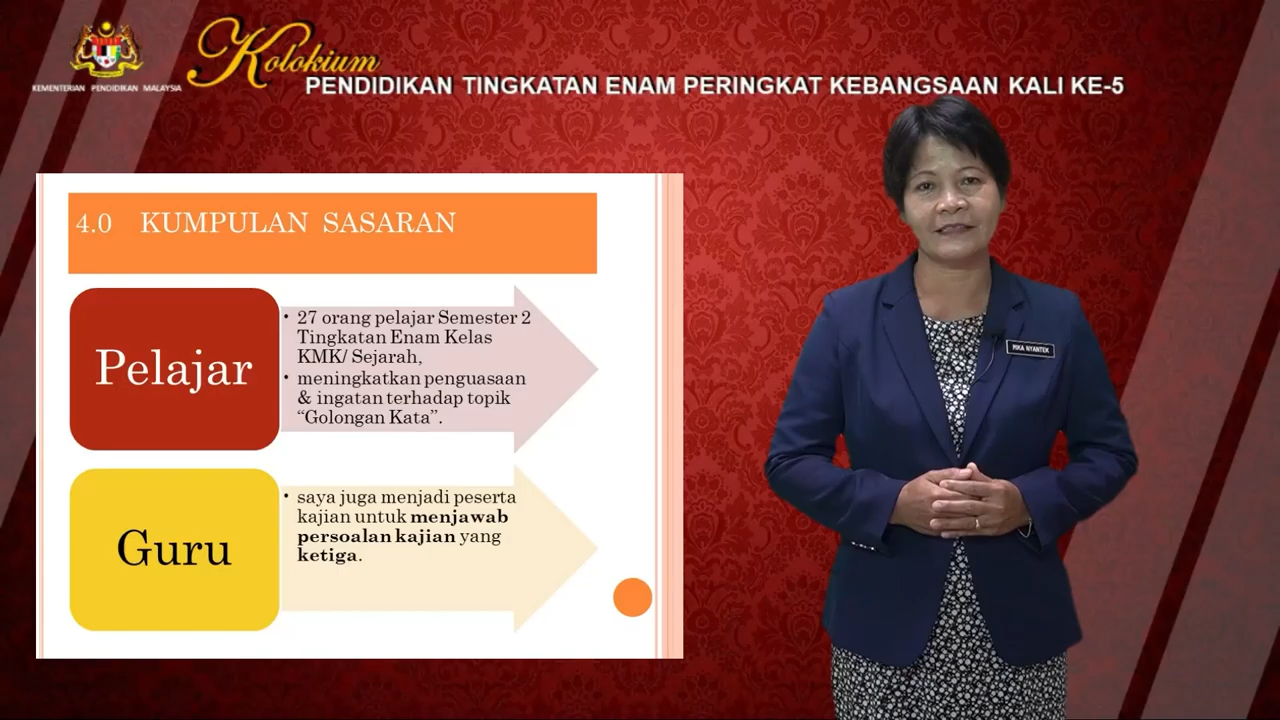 KEMENTERIAN PENDIDIKAN MALAYSIA
Kolokium
PENDIDIKAN TINGKATAN ENAM PERINGKAT KEBANGSAAN KALI KE-5
4.0 KUMPULAN SASARAN
Pelajar
• 27 orang pelajar Semester 2
Tingkatan Enam Kelas
KMK/ Sejarah,
• meningkatkan penguasaan
& ingatan terhadap topik
“Golongan Kata”.
Guru
• saya juga menjadi peserta
kajian untuk menjawab
persoalan kajian yang
ketiga.
MIKA NYANTEK